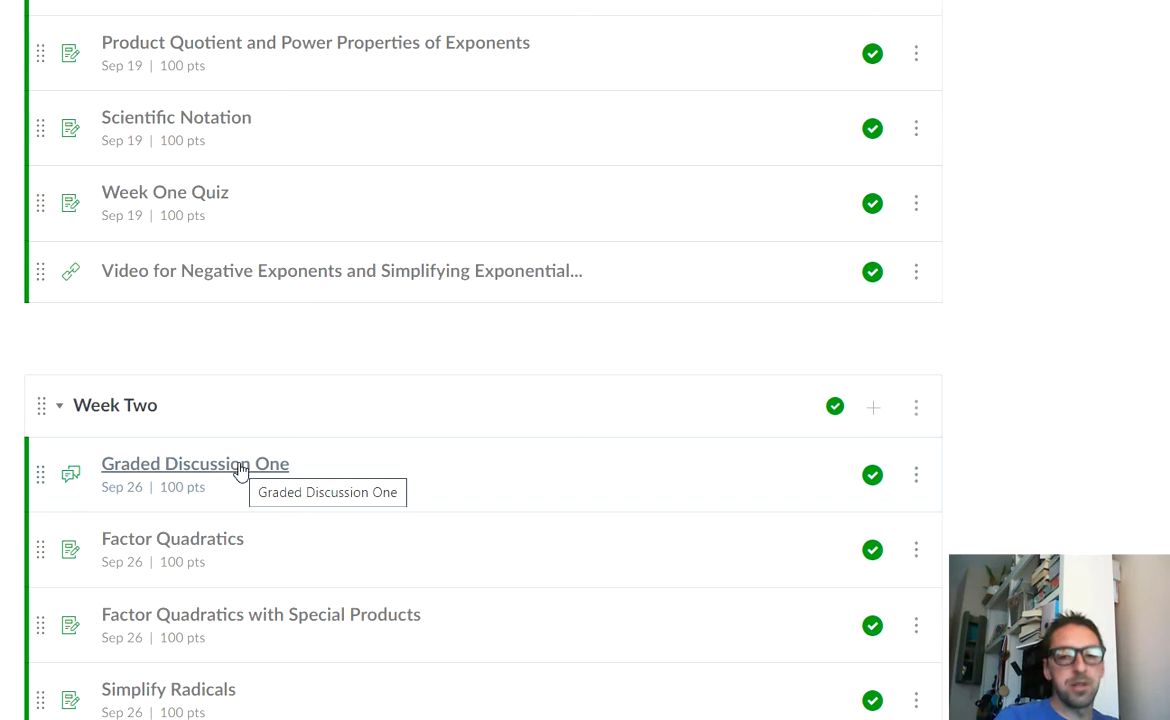 Product Quotient and Power Properties of Exponents
Sep 19 | 100 pts
Scientific Notation
Sep 19 | 100 pts
Week One Quiz
Sep 19 | 100 pts
Video for Negative Exponents and Simplifying Exponential...
Week Two
Graded Discussion One
Sep 26 | 100 pts
Graded Discussion One
Factor Quadratics
Sep 26 | 100 pts
Factor Quadratics with Special Products
Sep 26 | 100 pts
Simplify Radicals
Sep 26 | 100 pts